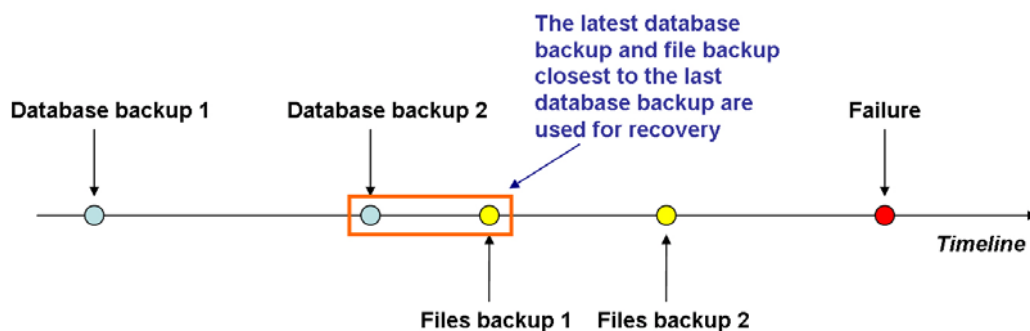 The latest database
backup and file backup
closest to the last
database backup are
used for recovery
Database backup 1
Database backup 2
Failure
Timeline
Files backup 1
Files backup 2